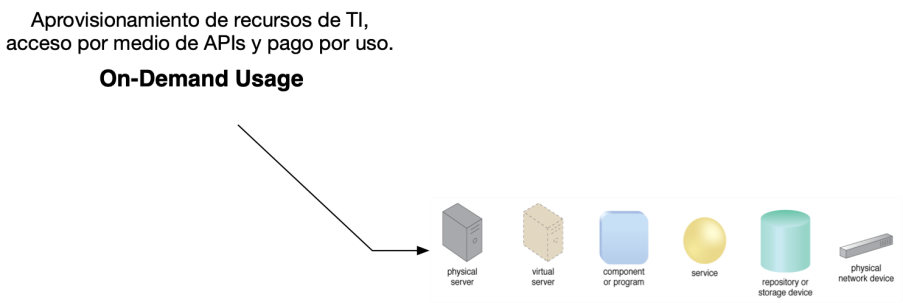 Aprovisionamiento de recursos de TI,
acceso por medio de APIs y pago por uso.
On-Demand Usage
physical
server
virtual
server
component
or program
service
repository or
storage device
physical
network device